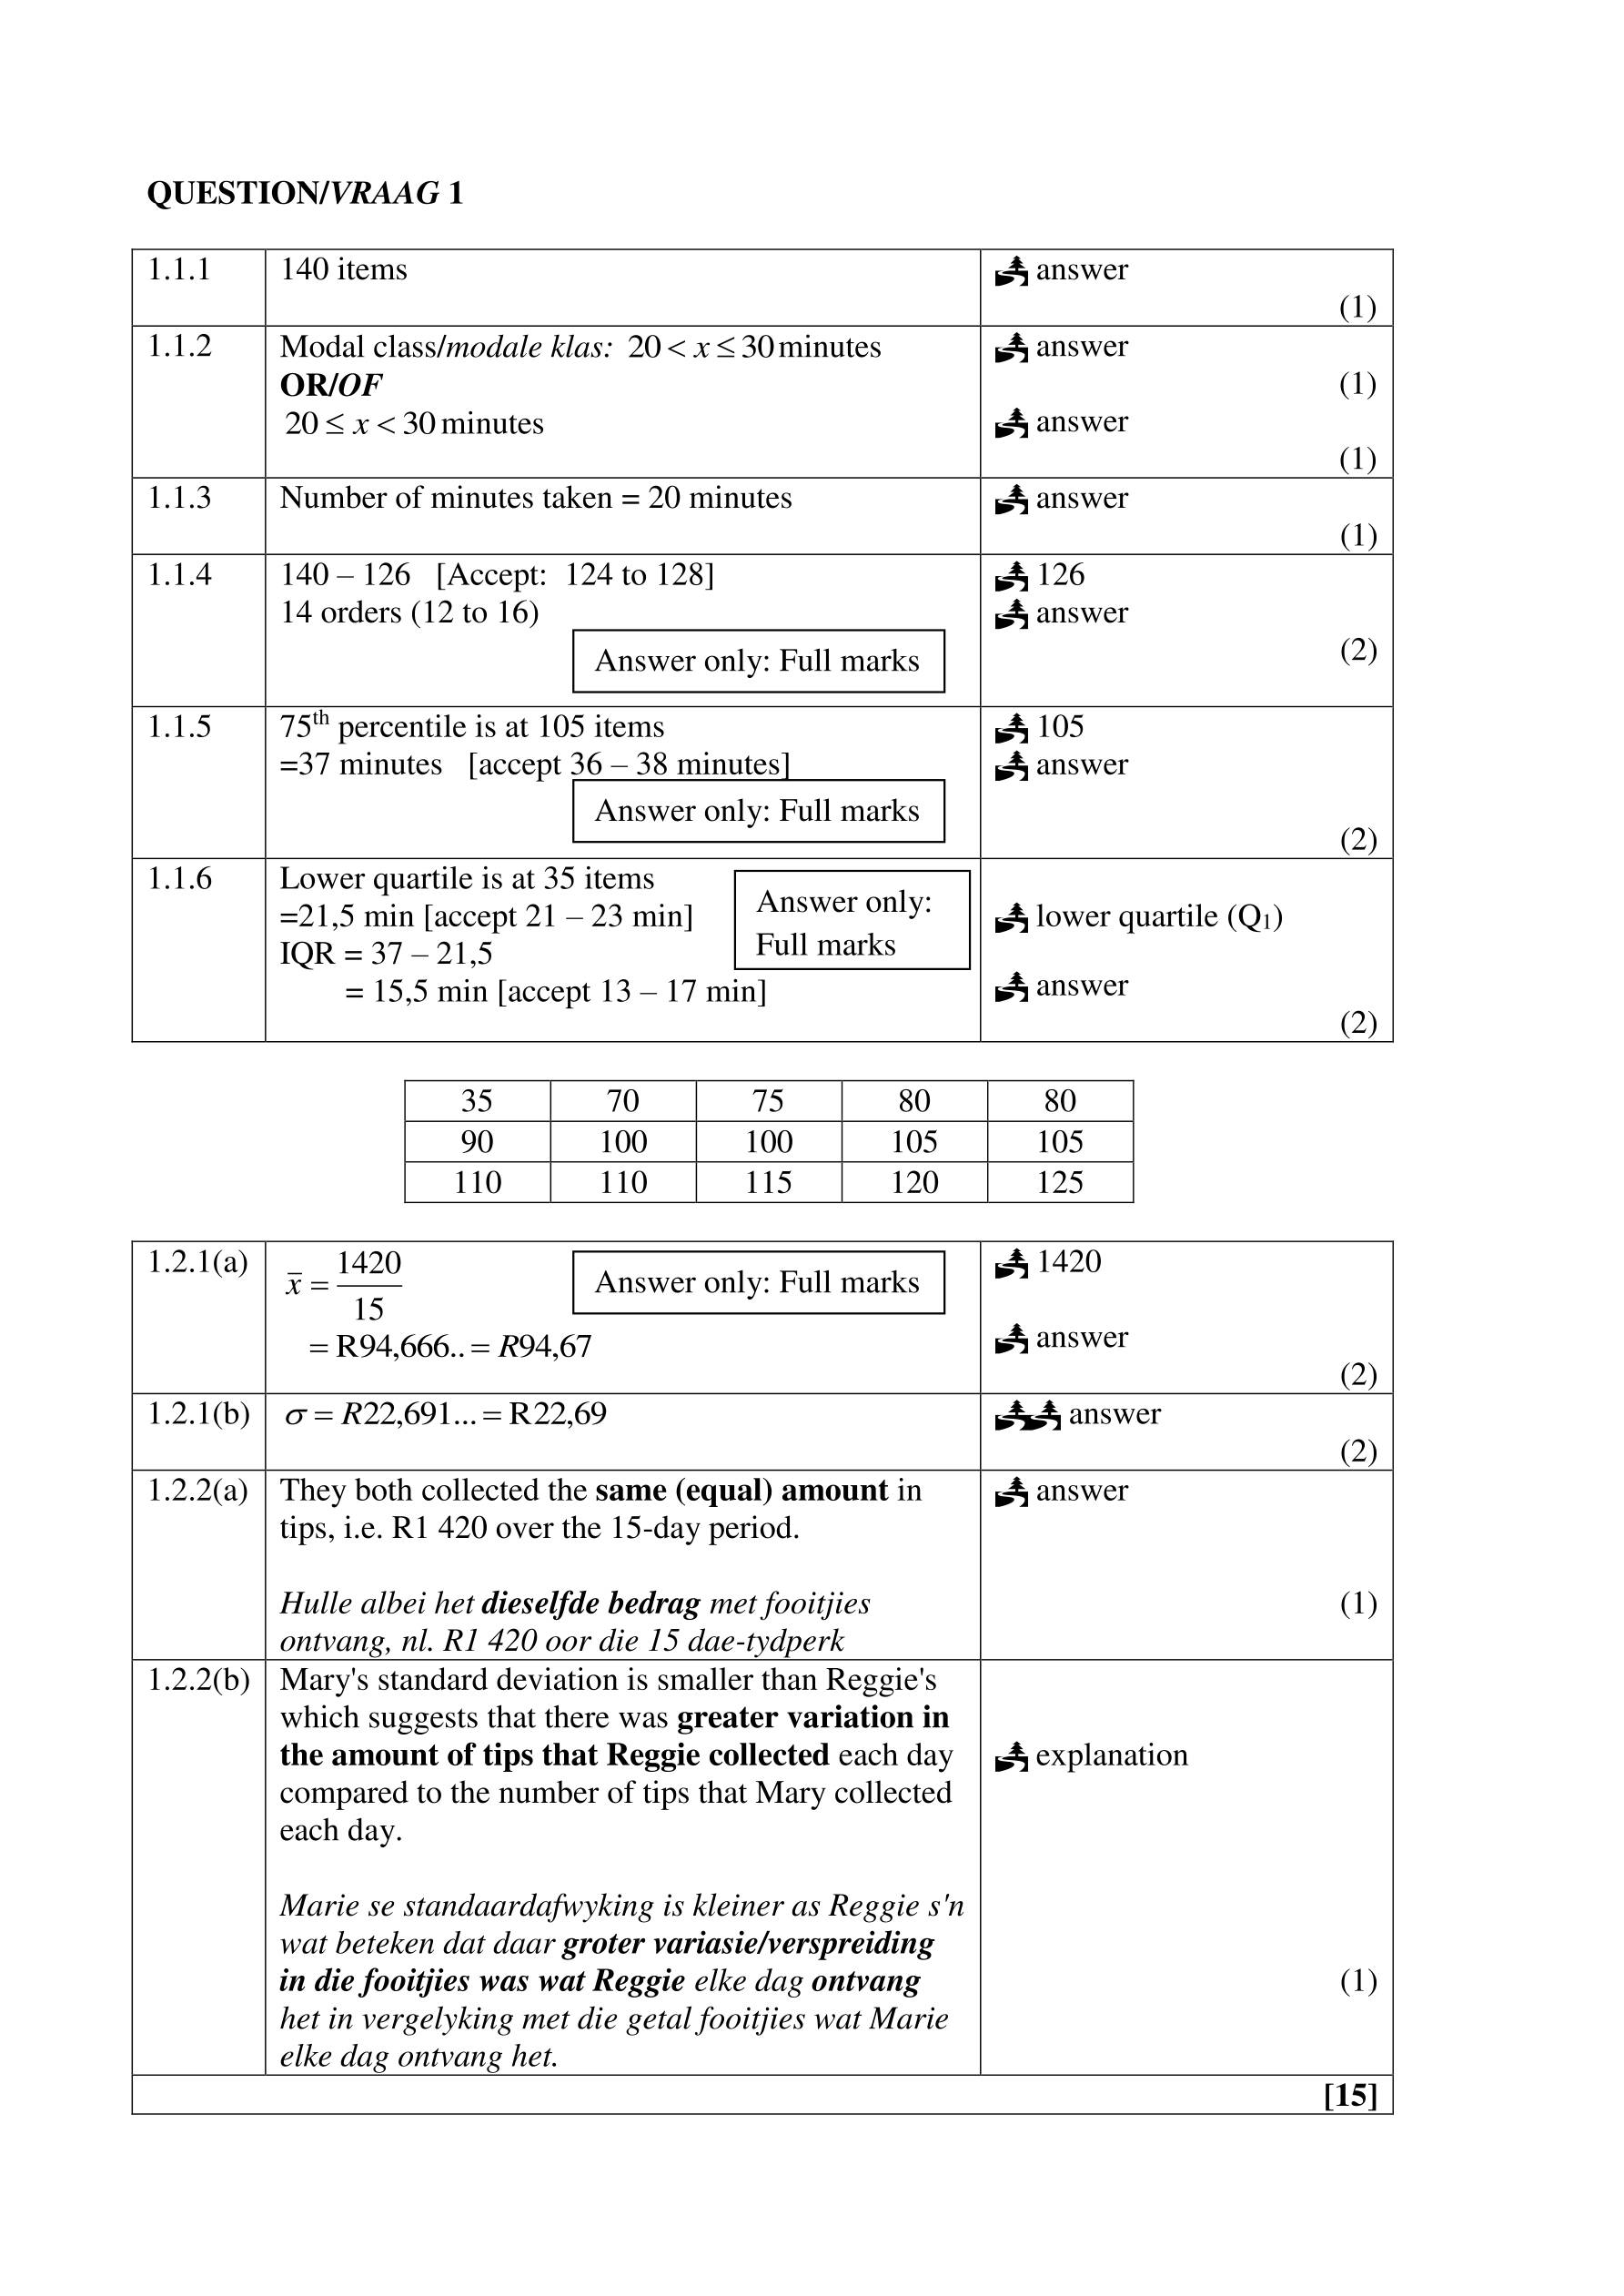 QUESTION/VRAAG 1
1.1.1 140 items answer
(1)
1.1.2 Modal class/modale klas: 20 < x ≤ 30 minutes answer
OR/OF (1)
20 ≤ x < 30 minutes answer
(1)
1.1.3 Number of minutes taken = 20 minutes answer
(1)
1.1.4 140 – 126 [Accept: 124 to 128] 126
14 orders (12 to 16) answer
Answer only: Full marks (2)
1.1.5 75th percentile is at 105 items 105
=37 minutes [accept 36 – 38 minutes] answer
Answer only: Full marks
(2)
1.1.6 Lower quartile is at 35 items
Answer only:
=21,5 min [accept 21 – 23 min] lower quartile (Q1)
Full marks
IQR = 37 – 21,5
= 15,5 min [accept 13 – 17 min] answer
(2)
35 70 75 80 80
90 100 100 105 105
110 110 115 120 125
1.2.1(a) x̄ = 1420/15 Answer only: Full marks 1420
= R94,666.. = R94,67 answer
(2)
1.2.1(b) σ = R22,691... = R22,69 answer
(2)
1.2.2(a) They both collected the same (equal) amount in answer
tips, i.e. R1 420 over the 15-day period.
Hulle albei het dieselfde bedrag met fooitjies (1)
ontvang, nl. R1 420 oor die 15 dae-tydperk
1.2.2(b) Mary's standard deviation is smaller than Reggie's
which suggests that there was greater variation in
the amount of tips that Reggie collected each day explanation
compared to the number of tips that Mary collected
each day.
Marie se standaardafwyking is kleiner as Reggie s'n
wat beteken dat daar groter variasie/verspreiding
in die fooitjies was wat Reggie elke dag ontvang (1)
het in vergelyking met die getal fooitjies wat Marie
elke dag ontvang het.
[15]